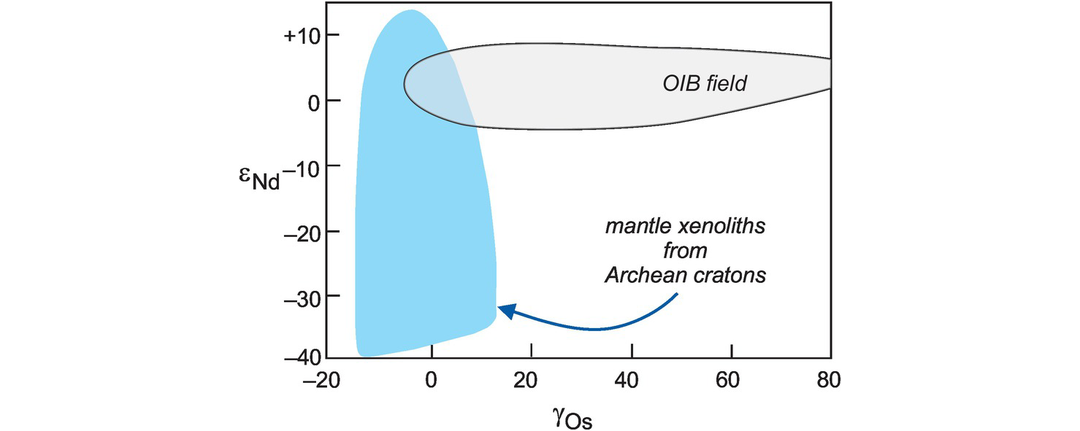 +10
0
−10
−20
−30
−40
εNd
OIB field
mantle xenoliths
from
Archean cratons
−20 0 20 40 60 80
γOs